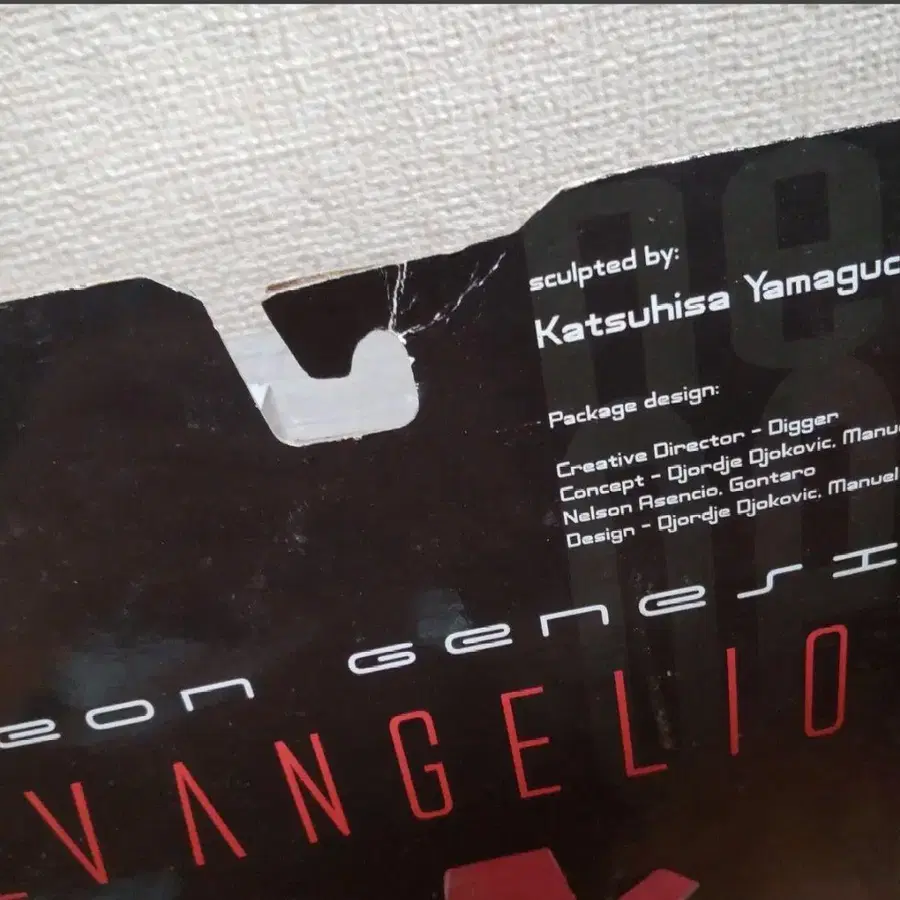 sculpted by:
Katsuhisa Yamaguc
Package design:
Creative Director - Digger
Concept - Djordje Djokovic, Manue
Nelson Asencio, Gontaro
Design - Djordje Djokovic, Manuel
eon Genesi
EVANGELIO